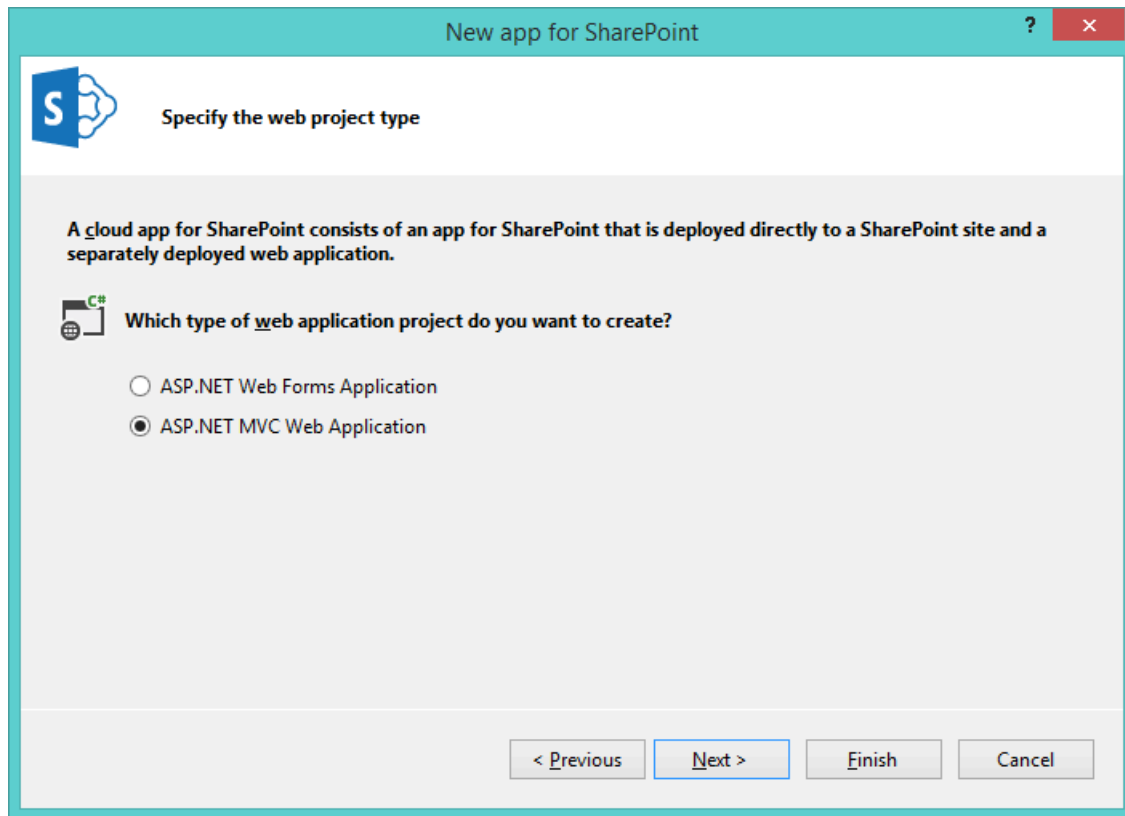 New app for SharePoint
?
S
Specify the web project type
A cloud app for SharePoint consists of an app for SharePoint that is deployed directly to a SharePoint site and a
separately deployed web application.
C#
Which type of web application project do you want to create?
ASP.NET Web Forms Application
ASP.NET MVC Web Application
< Previous Next > Finish Cancel